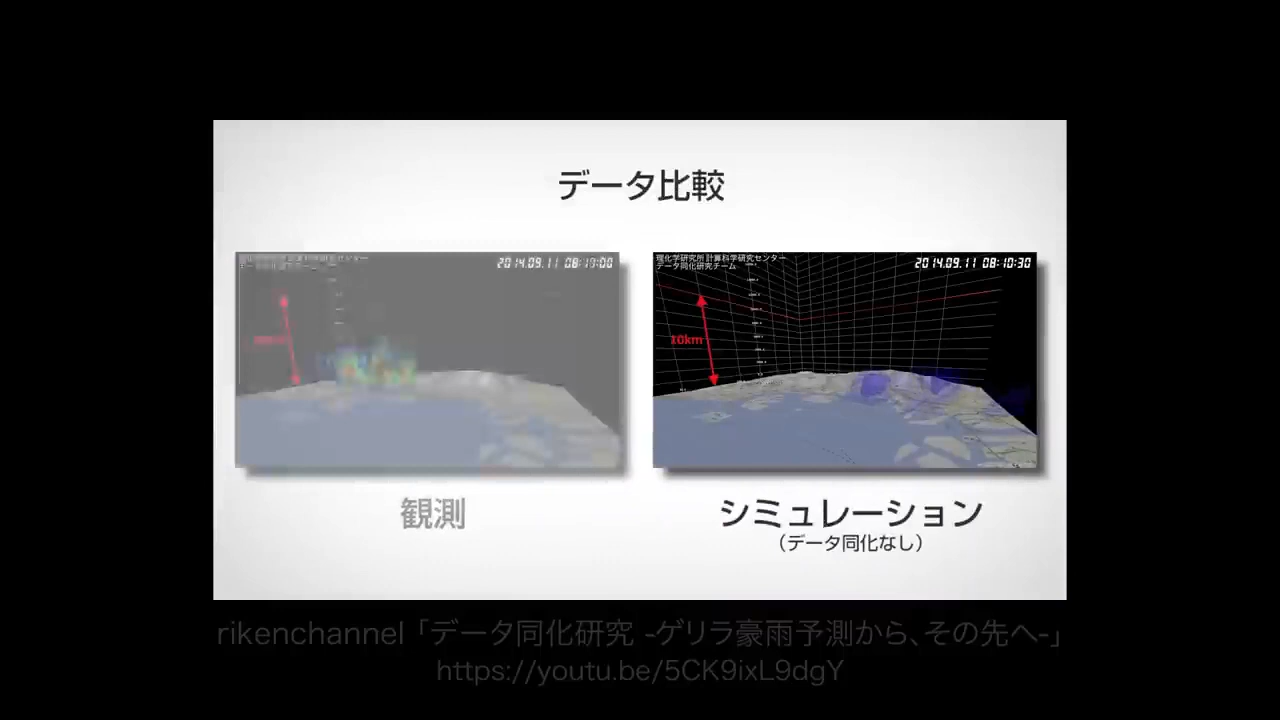 データ比較
理化学研究所 計算科学研究センター
データ同化研究チーム
2014.09.11 08:10:00
2014.09.11 08:10:30
10km
観測
シミュレーション
（データ同化なし）
rikenchannel「データ同化研究 -ゲリラ豪雨予測から、その先へ-」
https://youtu.be/5CK9ixL9dgY